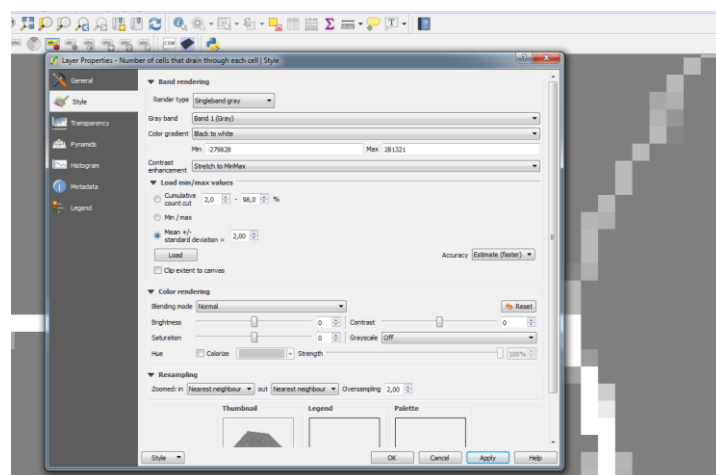 Σ
T
CSW
Layer Properties - Number of cells that drain through each cell | Style
General
Style
Transparency
Pyramids
Histogram
Metadata
Legend
Band rendering
Render type Singleband gray
Gray band Band 1 (Gray)
Color gradient Black to white
Min -279828 Max 281321
Contrast enhancement Stretch to MinMax
Load min/max values
Cumulative count cut 2,0 - 98,0 %
Min / max
Mean +/- standard deviation × 2,00
Load Accuracy Estimate (faster)
Clip extent to canvas
Color rendering
Blending mode Normal Reset
Brightness 0 Contrast 0
Saturation 0 Grayscale Off
Hue Colorize Strength 100%
Resampling
Zoomed: in Nearest neighbour out Nearest neighbour Oversampling 2,00
Thumbnail Legend Palette
Style OK Cancel Apply Help